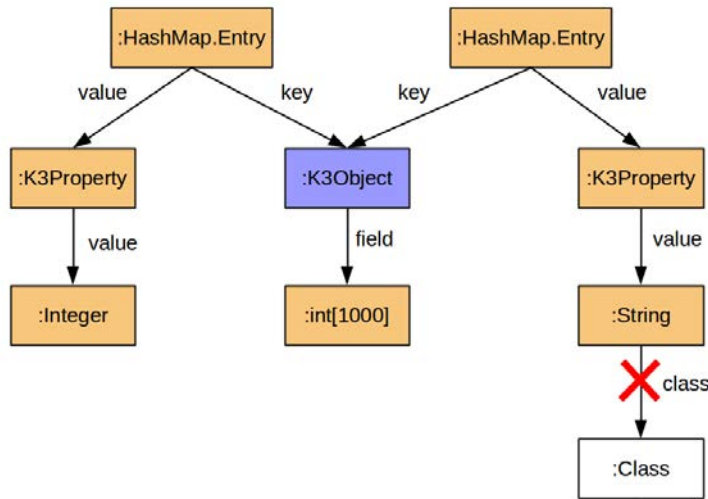 :HashMap.Entry
:HashMap.Entry
value
key
key
value
:K3Property
:K3Object
:K3Property
value
field
value
:Integer
:int[1000]
:String
class
:Class